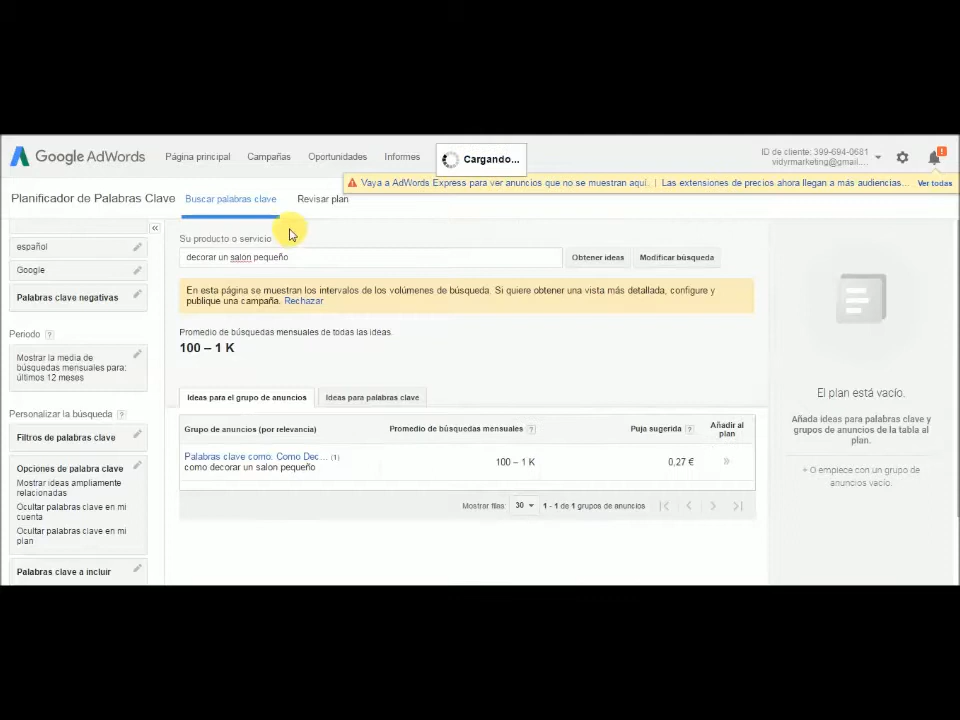 Google AdWords
Página principal
Campañas
Oportunidades
Informes
Cargando...
ID de cliente: 399-694-0681
vidyrmarketing@gmail....
!
Vaya a AdWords Express para ver anuncios que no se muestran aquí. | Las extensiones de precios ahora llegan a más audiencias... Ver todas
Planificador de Palabras Clave
Buscar palabras clave
Revisar plan
«
español
Google
Palabras clave negativas
Periodo ?
Mostrar la media de
búsquedas mensuales para:
últimos 12 meses
Personalizar la búsqueda ?
Filtros de palabras clave
Opciones de palabra clave
Mostrar ideas ampliamente
relacionadas
Ocultar palabras clave en mi
cuenta
Ocultar palabras clave en mi
plan
Palabras clave a incluir
Su producto o servicio
decorar un salon pequeño
Obtener ideas
Modificar búsqueda
En esta página se muestran los intervalos de los volúmenes de búsqueda. Si quiere obtener una vista más detallada, configure y
publique una campaña. Rechazar
Promedio de búsquedas mensuales de todas las ideas.
100 – 1 K
Ideas para el grupo de anuncios
Ideas para palabras clave
Grupo de anuncios (por relevancia)
Promedio de búsquedas mensuales ?
Puja sugerida ?
Añadir al
plan
Palabras clave como: Como Dec... (1)
como decorar un salon pequeño
100 – 1 K
0,27 €
»
Mostrar filas: 30
1 - 1 de 1 grupos de anuncios
El plan está vacío.
Añada ideas para palabras clave y
grupos de anuncios de la tabla al
plan.
+ O empiece con un grupo de
anuncios vacío.